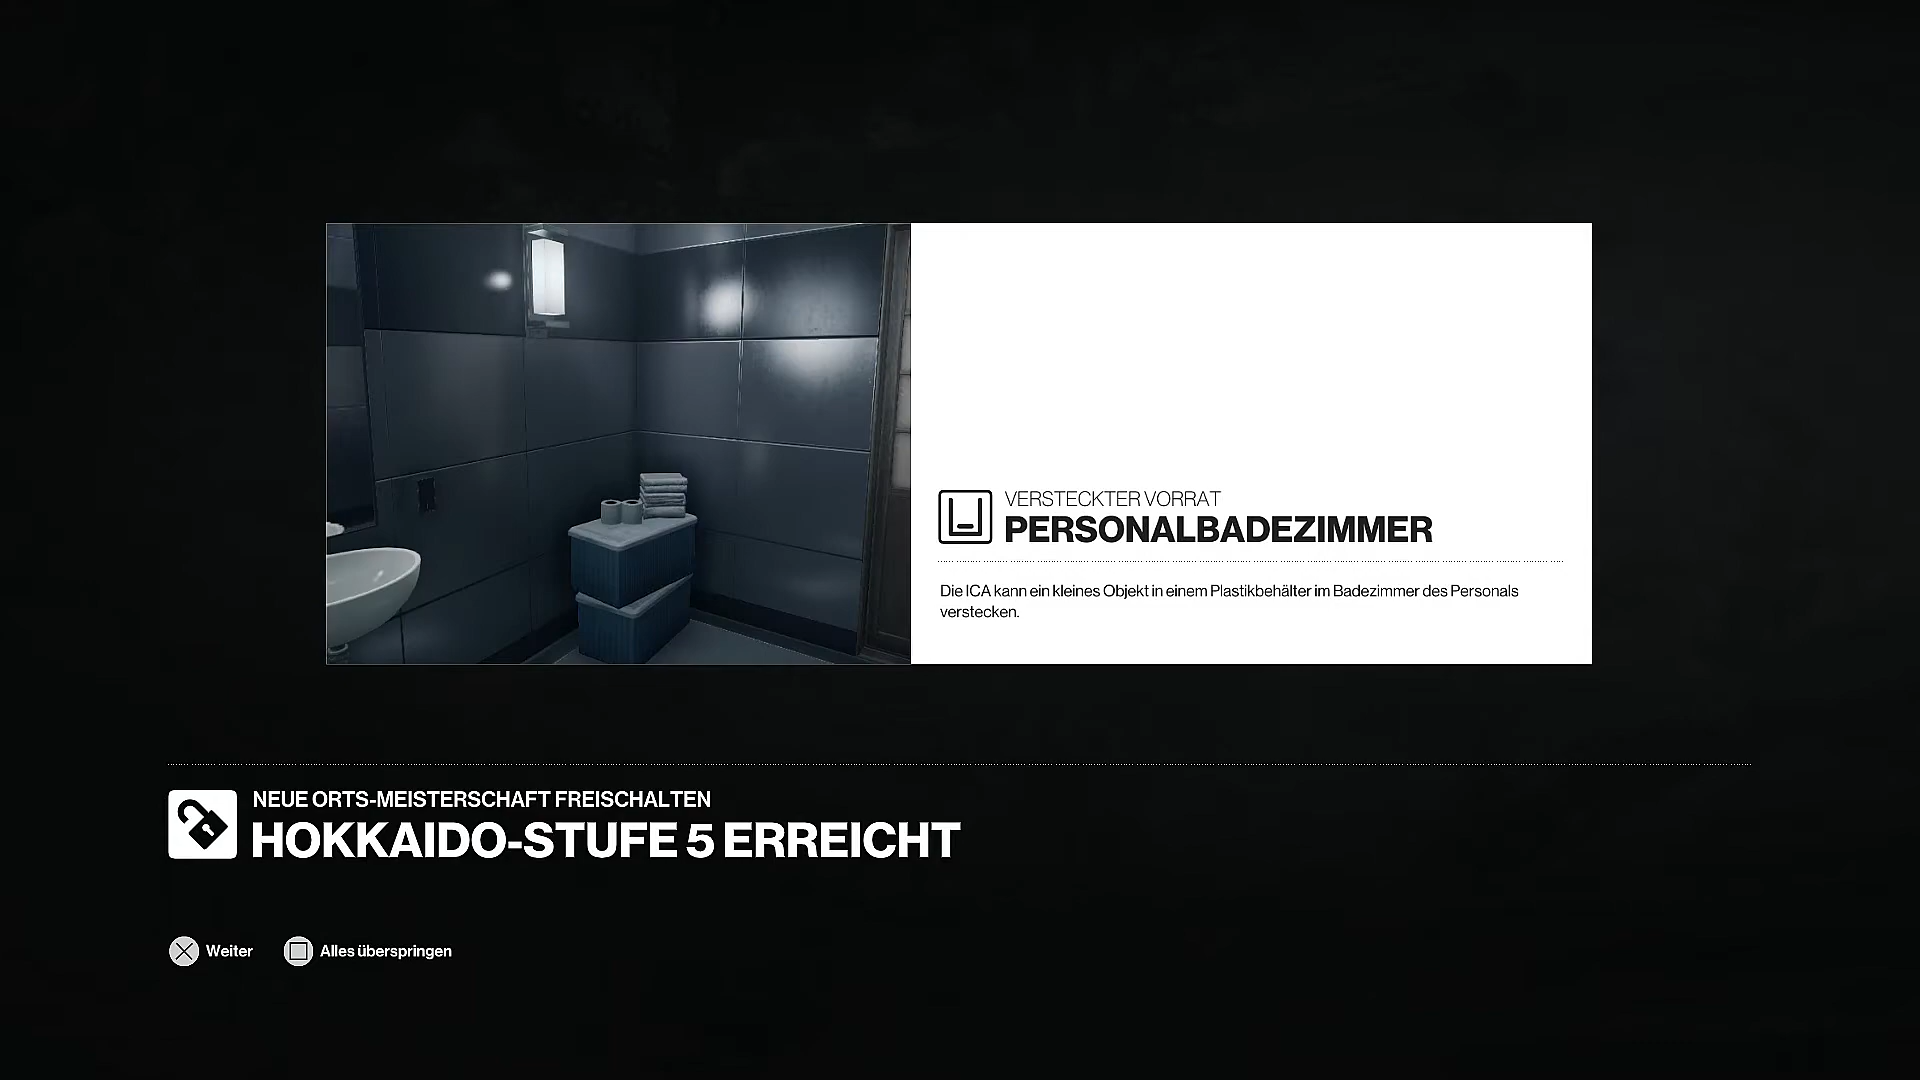 VERSTECKTER VORRAT
PERSONALBADEZIMMER
Die ICA kann ein kleines Objekt in einem Plastikbehälter im Badezimmer des Personals
verstecken.
NEUE ORTS-MEISTERSCHAFT FREISCHALTEN
HOKKAIDO-STUFE 5 ERREICHT
Weiter
Alles überspringen